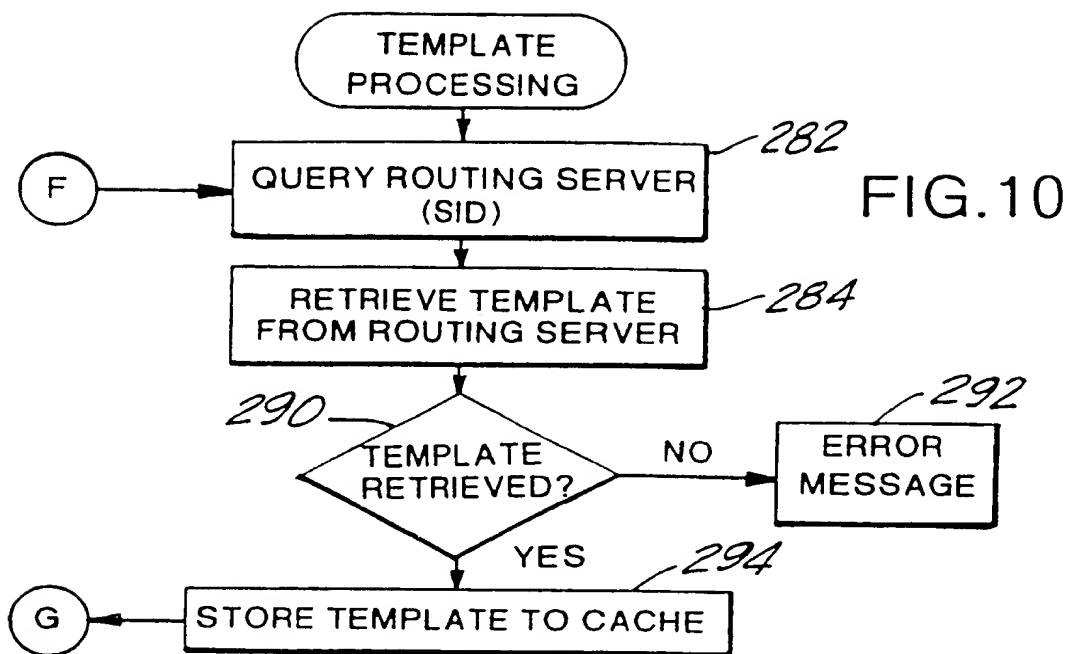 TEMPLATE
PROCESSING
282
F
QUERY ROUTING SERVER
(SID)
FIG.10
RETRIEVE TEMPLATE
FROM ROUTING SERVER
284
290
TEMPLATE
RETRIEVED?
NO
292
ERROR
MESSAGE
YES
294
G
STORE TEMPLATE TO CACHE